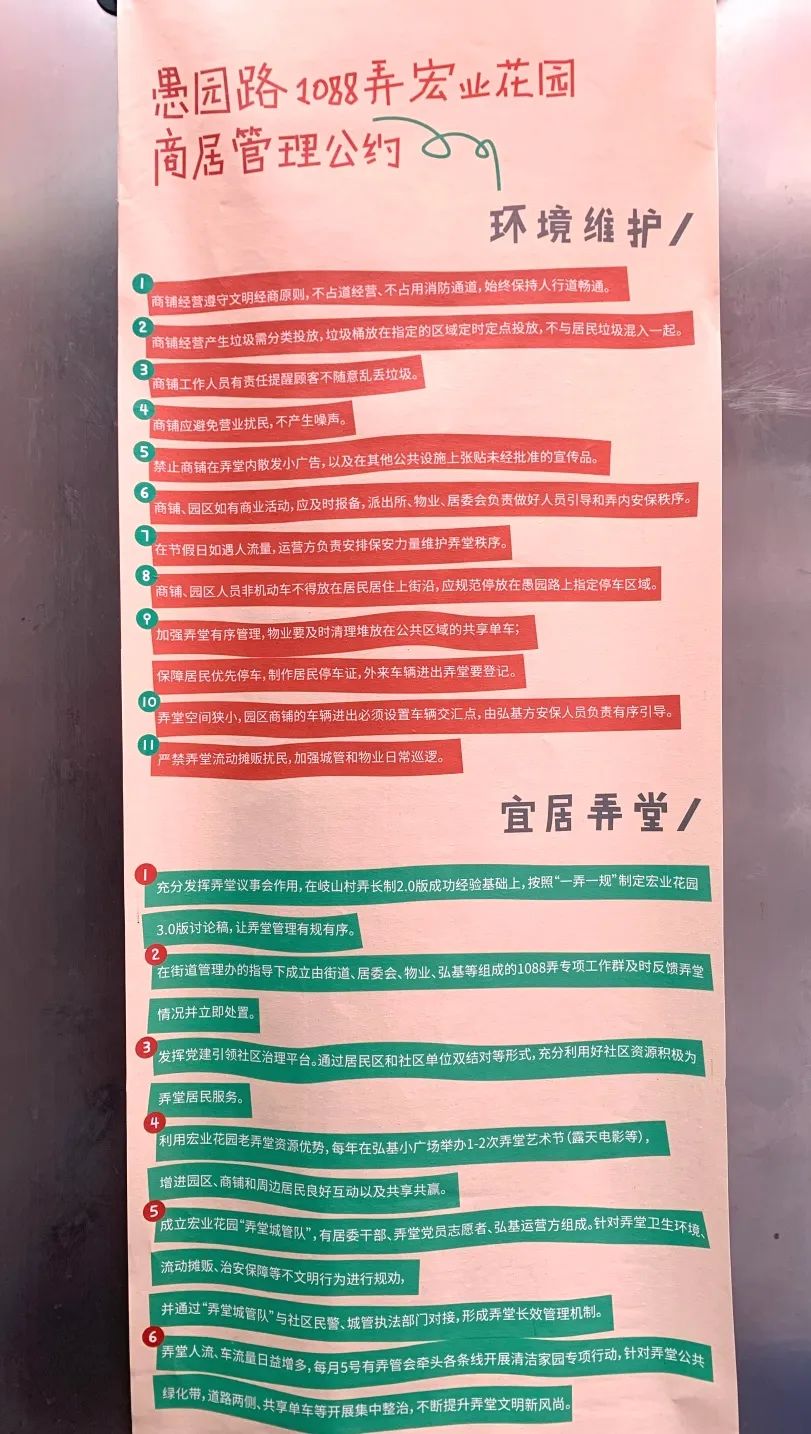 愚园路1088弄宏业花园
商居管理公约
环境维护/
1
商铺经营遵守文明经商原则,不占道经营、不占用消防通道,始终保持人行道畅通。
2
商铺经营产生垃圾需分类投放,垃圾桶放在指定的区域定时定点投放,不与居民垃圾混入一起。
3
商铺工作人员有责任提醒顾客不随意乱丢垃圾。
4
商铺应避免营业扰民,不产生噪声。
5
禁止商铺在弄堂内散发小广告,以及在其他公共设施上张贴未经批准的宣传品。
6
商铺、园区如有商业活动,应及时报备,派出所、物业、居委会负责做好人员引导和弄内安保秩序。
7
在节假日如遇人流量,运营方负责安排保安力量维护弄堂秩序。
8
商铺、园区人员非机动车不得放在居民居住上街沿,应规范停放在愚园路上指定停车区域。
9
加强弄堂有序管理,物业要及时清理堆放在公共区域的共享单车;
保障居民优先停车,制作居民停车证,外来车辆进出弄堂要登记。
10
弄堂空间狭小,园区商铺的车辆进出必须设置车辆交汇点,由弘基方安保人员负责有序引导。
11
严禁弄堂流动摊贩扰民,加强城管和物业日常巡逻。
宜居弄堂/
1
充分发挥弄堂议事会作用,在岐山村弄长制2.0版成功经验基础上,按照“一弄一规”制定宏业花园
3.0版讨论稿,让弄堂管理有规有序。
2
在街道管理办的指导下成立由街道、居委会、物业、弘基等组成的1088弄专项工作群及时反馈弄堂
情况并立即处置。
3
发挥党建引领社区治理平台。通过居民区和社区单位双结对等形式,充分利用好社区资源积极为
弄堂居民服务。
4
利用宏业花园老弄堂资源优势,每年在弘基小广场举办1-2次弄堂艺术节(露天电影等),
增进园区、商铺和周边居民良好互动以及共享共赢。
5
成立宏业花园“弄堂城管队”,有居委干部、弄堂党员志愿者、弘基运营方组成。针对弄堂卫生环境、
流动摊贩、治安保障等不文明行为进行规劝,
并通过“弄堂城管队”与社区民警、城管执法部门对接,形成弄堂长效管理机制。
6
弄堂人流、车流量日益增多,每月5号有弄管会牵头各条线开展清洁家园专项行动,针对弄堂公共
绿化带,道路两侧、共享单车等开展集中整治,不断提升弄堂文明新风尚。